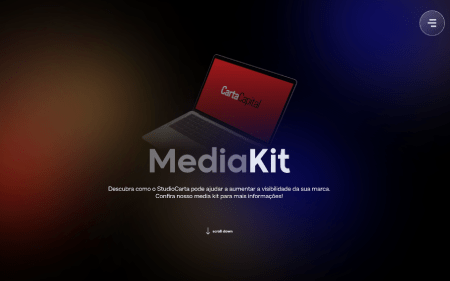 CartaCapital
MediaKit
Descubra como o StudioCarta pode ajudar a aumentar a visibilidade da sua marca.
Confira nosso media kit para mais informações!
scroll down